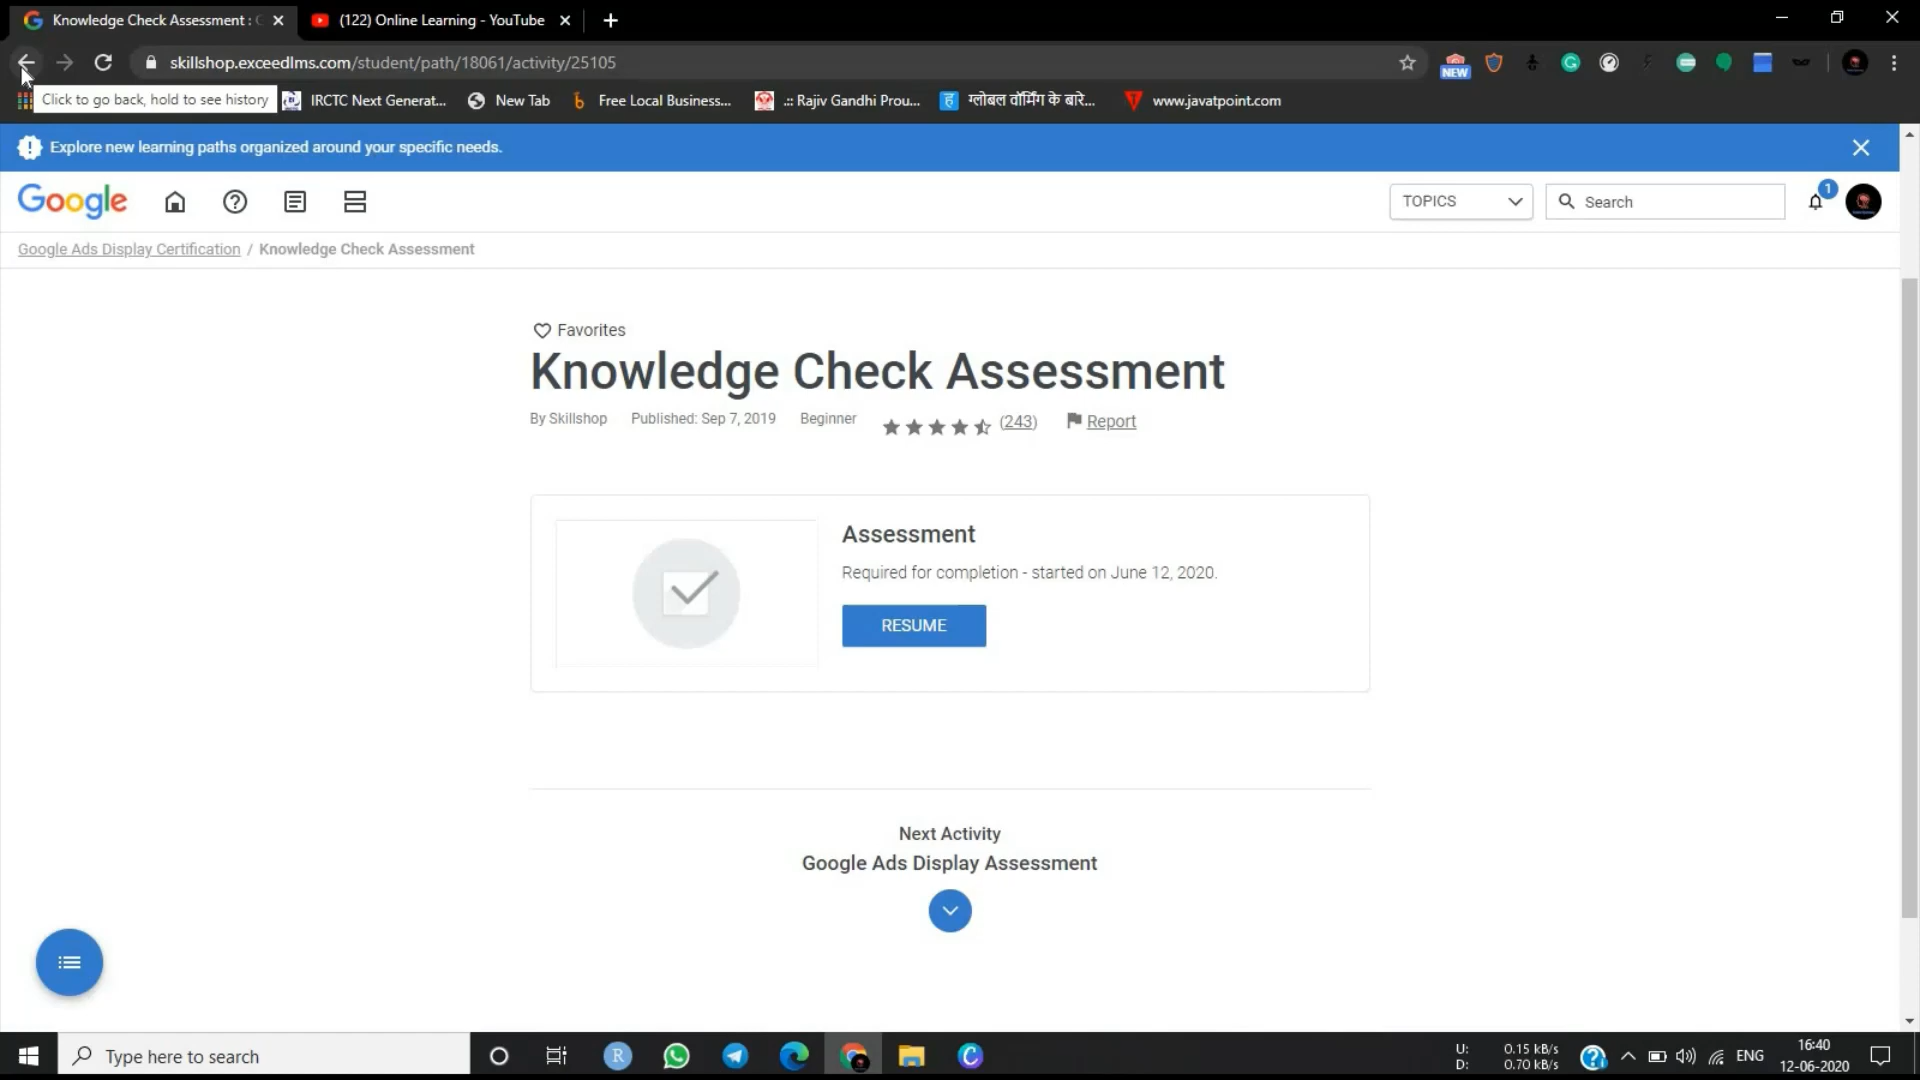 Knowledge Check Assessment :
(122) Online Learning - YouTube
skillshop.exceedlms.com/student/path/18061/activity/25105
NEW
Click to go back, hold to see history
IRCTC Next Generat...
New Tab
Free Local Business...
.:: Rajiv Gandhi Prou...
ग्लोबल वॉर्मिंग के बारे...
www.javatpoint.com
Explore new learning paths organized around your specific needs.
Google
TOPICS
Search
1
Google Ads Display Certification / Knowledge Check Assessment
Favorites
Knowledge Check Assessment
By Skillshop Published: Sep 7, 2019 Beginner (243) Report
Assessment
Required for completion - started on June 12, 2020.
RESUME
Next Activity
Google Ads Display Assessment
Type here to search
U: 0.15 kB/s
D: 0.70 kB/s
ENG
16:40
12-06-2020